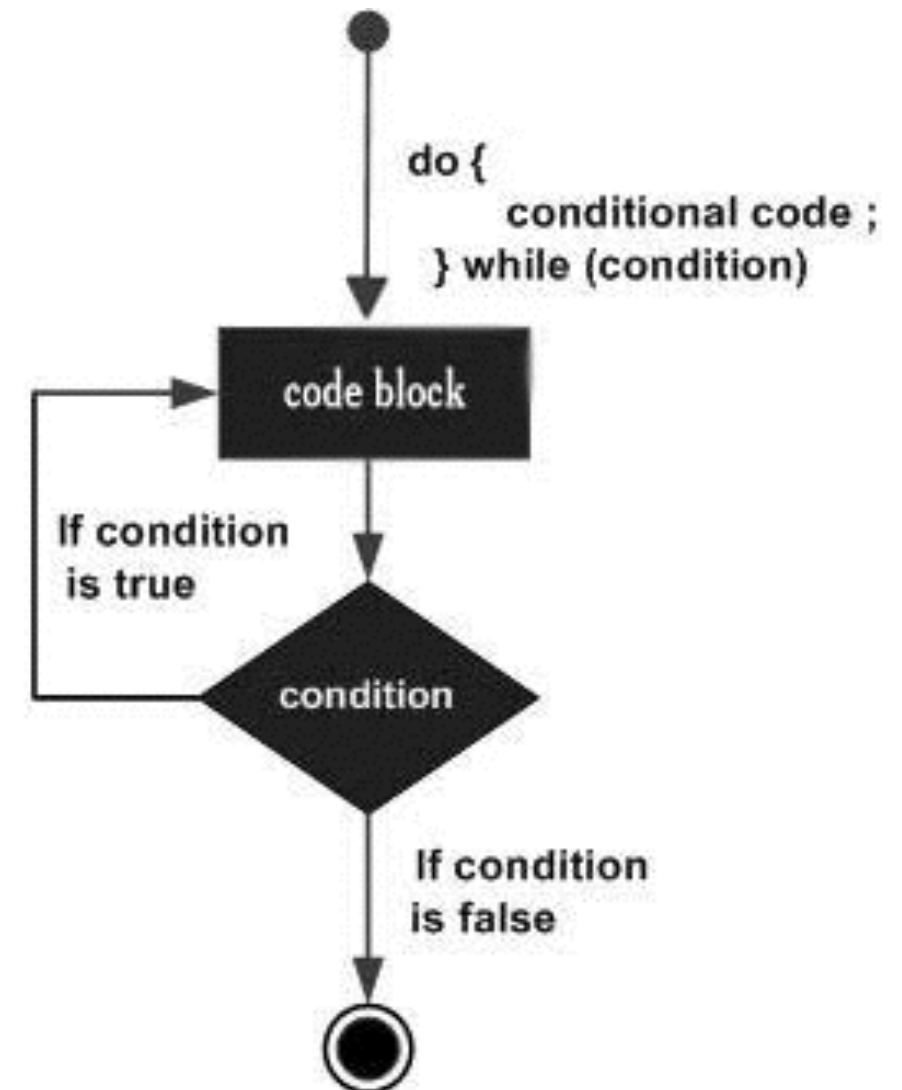 do {
conditional code ;
} while (condition)
code block
If condition
is true
condition
If condition
is false